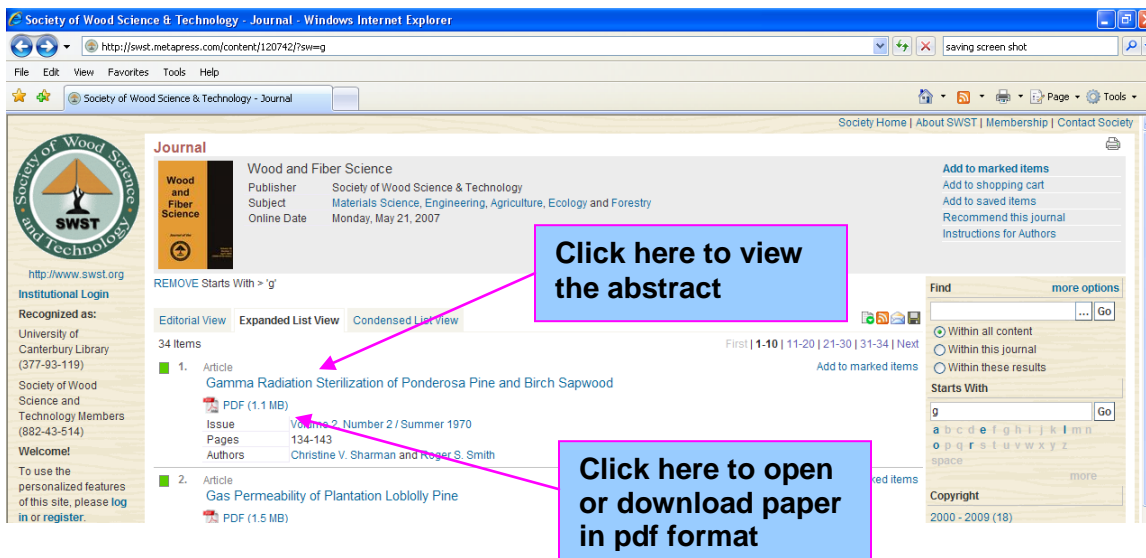 Society of Wood Science & Technology - Journal - Windows Internet Explorer
http://swst.metapress.com/content/120742/?sw=g
saving screen shot
File Edit View Favorites Tools Help
Society of Wood Science & Technology - Journal
Page Tools
Society Home | About SWST | Membership | Contact Society
Society of Wood Science and Technology
SWST
http://www.swst.org
Institutional Login
Recognized as:
University of
Canterbury Library
(377-93-119)
Society of Wood
Science and
Technology Members
(882-43-514)
Welcome!
To use the
personalized features
of this site, please log
in or register.
Journal
Wood
and
Fiber
Science
Wood and Fiber Science
Publisher Society of Wood Science & Technology
Subject Materials Science, Engineering, Agriculture, Ecology and Forestry
Online Date Monday, May 21, 2007
Add to marked items
Add to shopping cart
Add to saved items
Recommend this journal
Instructions for Authors
Click here to view
the abstract
REMOVE Starts With > 'g'
Editorial View Expanded List View Condensed List View
34 Items
First | 1-10 | 11-20 | 21-30 | 31-34 | Next
1. Article
Add to marked items
Gamma Radiation Sterilization of Ponderosa Pine and Birch Sapwood
PDF (1.1 MB)
Issue Volume 2, Number 2 / Summer 1970
Pages 134-143
Authors Christine V. Sharman and Roger S. Smith
2. Article
items
Gas Permeability of Plantation Loblolly Pine
PDF (1.5 MB)
Click here to open
or download paper
in pdf format
Find more options
... Go
Within all content
Within this journal
Within these results
Starts With
g Go
a b c d e f g h i j k l m n
o p q r s t u v w x y z
space
more
Copyright
2000 - 2009 (18)